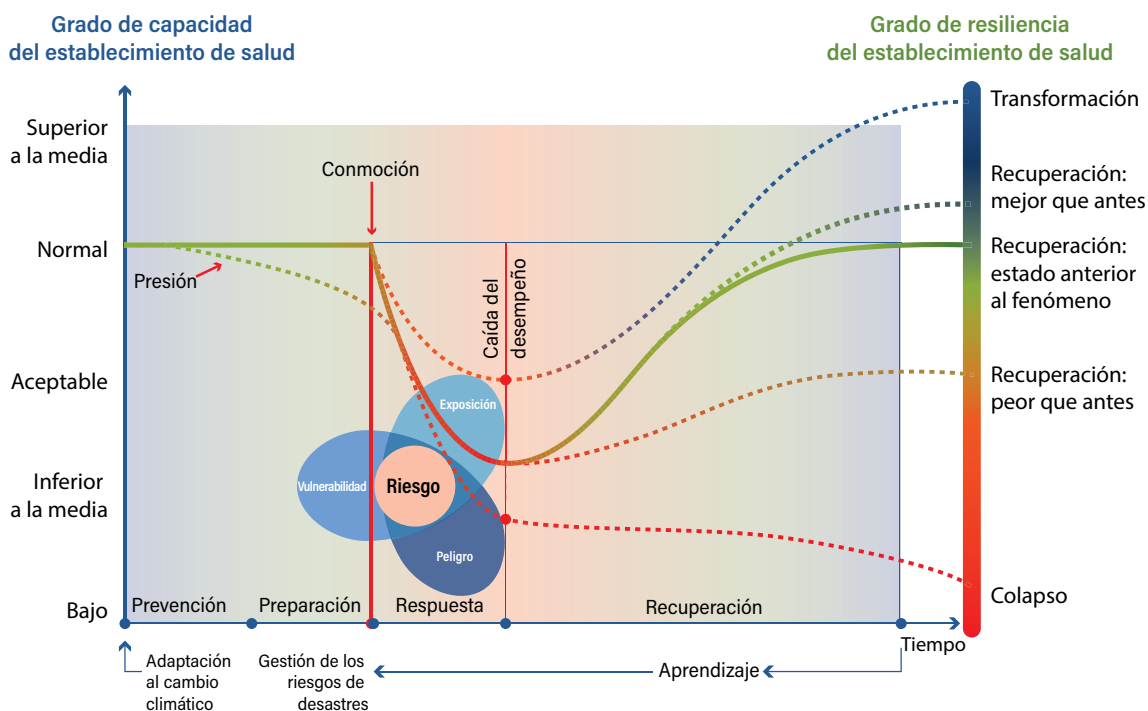 Grado de capacidad
del establecimiento de salud
Grado de resiliencia
del establecimiento de salud
Superior
a la media
Normal
Aceptable
Inferior
a la media
Bajo
Conmoción
Presión
Caída del
desempeño
Exposición
Vulnerabilidad
Riesgo
Peligro
Transformación
Recuperación:
mejor que antes
Recuperación:
estado anterior
al fenómeno
Recuperación:
peor que antes
Colapso
Prevención
Preparación
Respuesta
Recuperación
Tiempo
Adaptación
al cambio
climático
Gestión de los
riesgos de
desastres
Aprendizaje